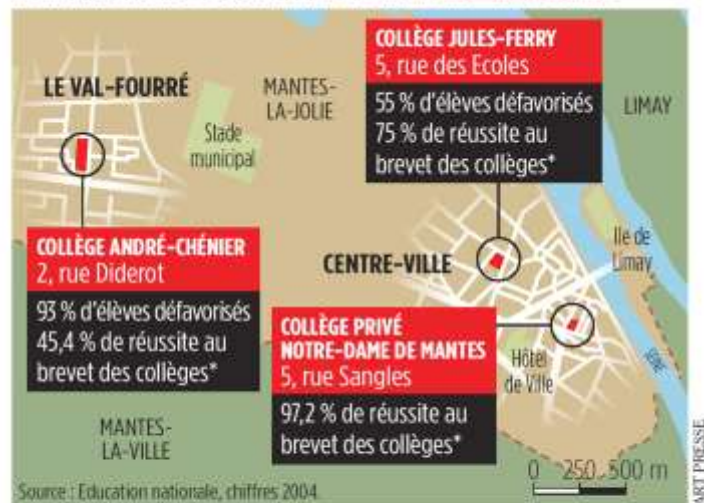 COLLÈGE JULES-FERRY
5, rue des Ecoles
55 % d'élèves défavorisés
75 % de réussite au
brevet des collèges*
LE VAL-FOURRÉ
MANTES-
LA-JOLIE
LIMAY
Stade
municipal
COLLÈGE ANDRÉ-CHÉNIER
2, rue Diderot
93 % d'élèves défavorisés
45,4 % de réussite au
brevet des collèges*
CENTRE-VILLE
Ile de
Limay
COLLÈGE PRIVÉ
NOTRE-DAME DE MANTES
5, rue Sangles
97,2 % de réussite au
brevet des collèges*
Hôtel
de Ville
SEINE
MANTES-
LA-VILLE
0 250 500 m
Source : Education nationale, chiffres 2004.
ART PRESSE